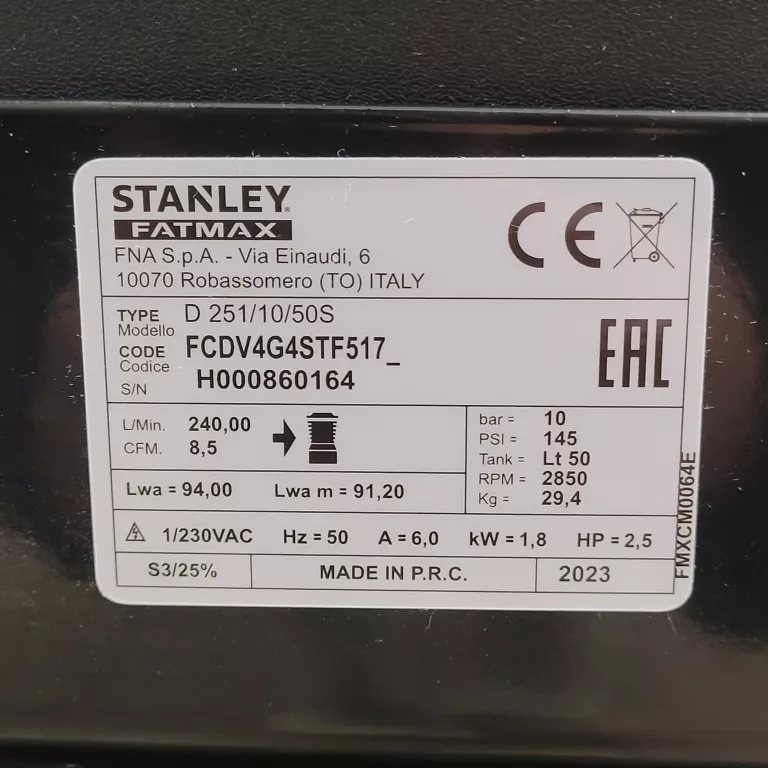 STANLEY
FATMAX
FNA S.p.A. - Via Einaudi, 6
10070 Robassomero (TO) ITALY
CE
TYPE D 251/10/50S
Modello
CODE FCDV4G4STF517_
Codice
S/N H000860164
EAC
L/Min. 240,00
CFM. 8,5
bar = 10
PSI = 145
Tank = Lt 50
RPM = 2850
Kg = 29,4
Lwa = 94,00 Lwa m = 91,20
1/230VAC Hz = 50 A = 6,0 kW = 1,8 HP = 2,5
S3/25% MADE IN P.R.C. 2023
FMXCM0064E